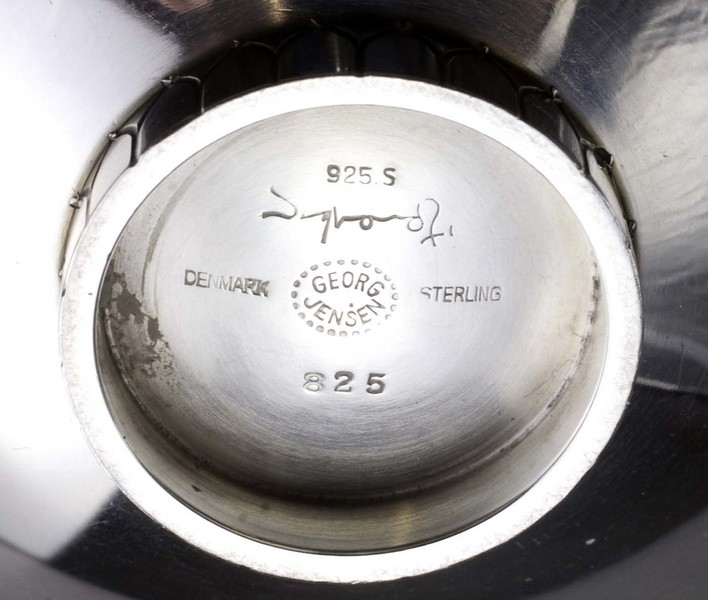 925.S
DENMARK
GEORG
JENSEN
STERLING
825